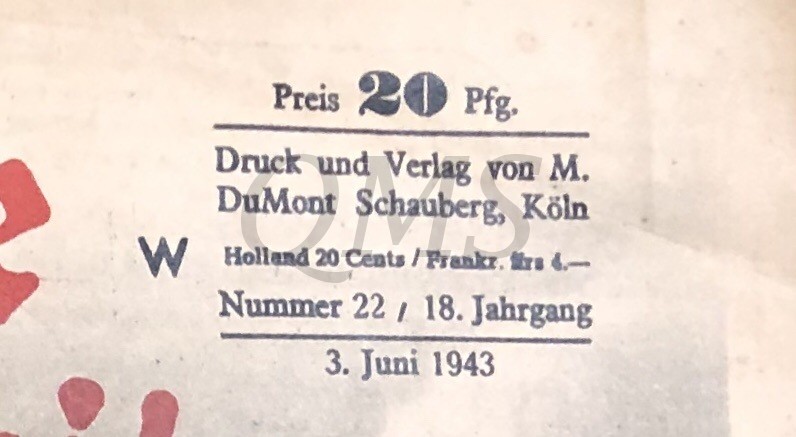 Preis 20 Pfg.
Druck und Verlag von M.
DuMont Schauberg, Köln
W
Holland 20 Cents / Frankr. frs 4.—
Nummer 22 / 18. Jahrgang
3. Juni 1943
QMS